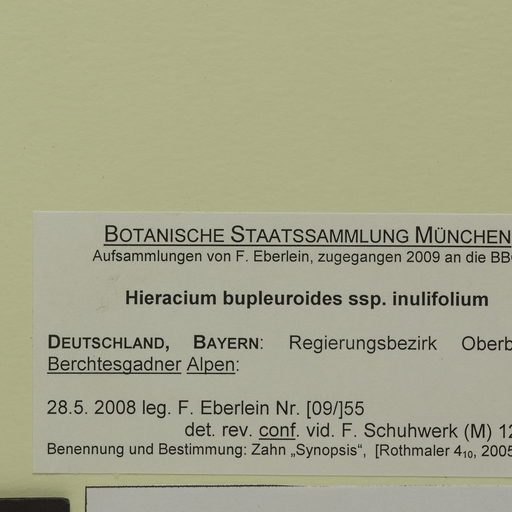 BOTANISCHE STAATSSAMMLUNG MÜNCHEN
Aufsammlungen von F. Eberlein, zugegangen 2009 an die
Hieracium bupleuroides ssp. inulifolium
DEUTSCHLAND, BAYERN: Regierungsbezirk Oberb
Berchtesgadner Alpen:
28.5. 2008 leg. F. Eberlein Nr. [09/]55
det. rev. conf. vid. F. Schuhwerk (M) 12
Benennung und Bestimmung: Zahn „Synopsis“, [Rothmaler 4₁₀, 2005